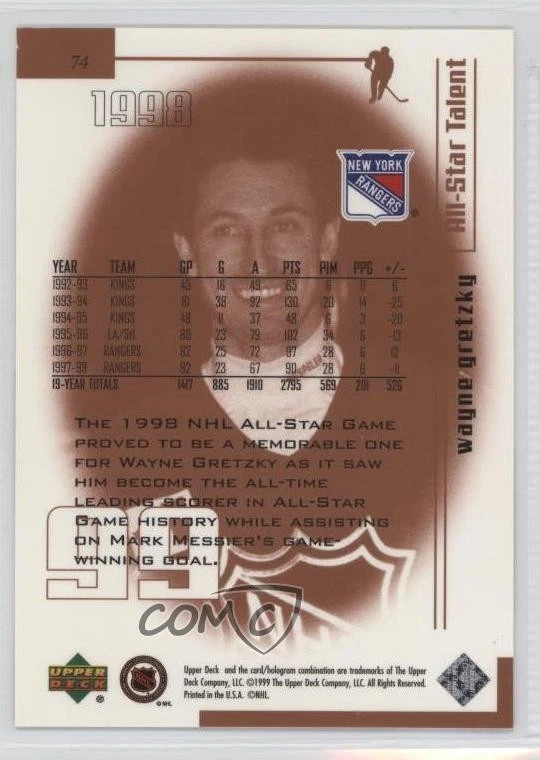 74
1998
All-Star Talent
wayne gretzky
NEW YORK
RANGERS
YEAR TEAM GP G A PTS PIM PPG +/-
1992-93 KINGS 45 16 49 65 6 0 6
1993-94 KINGS 81 38 92 130 20 14 -25
1994-95 KINGS 48 11 37 48 6 3 -20
1995-96 LA/StL 80 23 79 102 34 6 -13
1996-97 RANGERS 82 25 72 97 28 6 12
1997-98 RANGERS 82 23 67 90 28 6 -11
19-YEAR TOTALS 1417 885 1910 2795 569 201 526
The 1998 NHL All-Star Game
proved to be a memorable one
for Wayne Gretzky as it saw
him become the all-time
leading scorer in All-Star
Game history while assisting
on Mark Messier's game-
winning goal.
99
COMC
UPPER
DECK
®
©NHL
Upper Deck and the card/hologram combination are trademarks of The Upper
Deck Company, LLC. ©1999 The Upper Deck Company, LLC. All Rights Reserved.
Printed in the U.S.A. ©NHL.